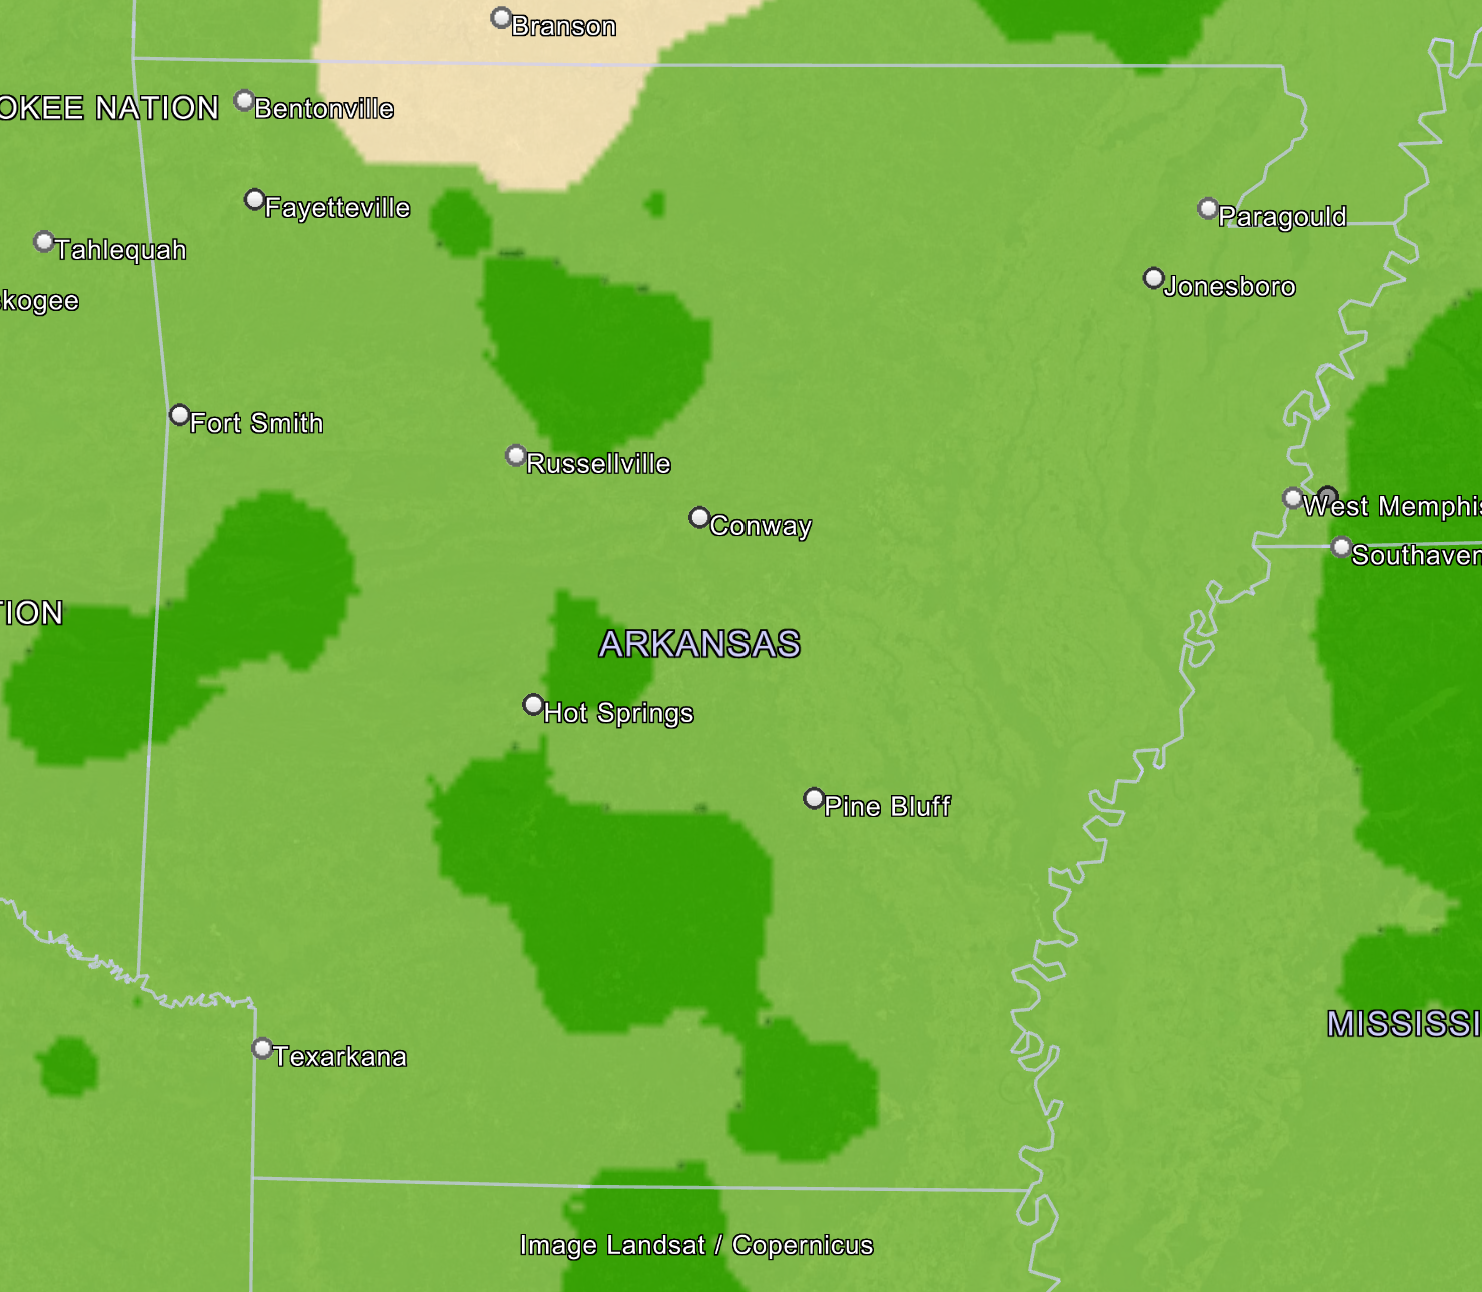 Branson
OKEE NATION
Bentonville
Fayetteville
Paragould
Tahlequah
Jonesboro
kogee
Fort Smith
Russellville
West Memphis
Conway
Southaven
TION
ARKANSAS
Hot Springs
Pine Bluff
MISSISSI
Texarkana
Image Landsat / Copernicus